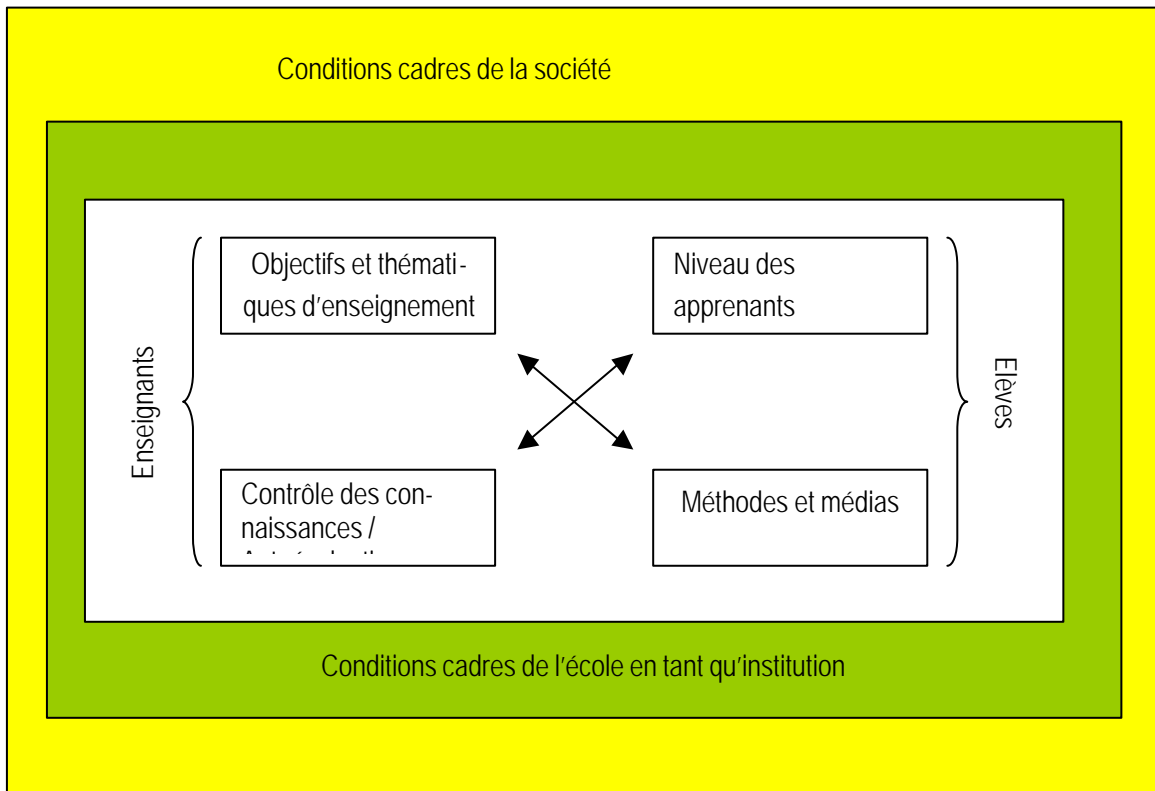 Conditions cadres de la société
Objectifs et thémati-
ques d'enseignement
Niveau des
apprenants
Enseignants
Elèves
Contrôle des con-
naissances /
Méthodes et médias
Conditions cadres de l'école en tant qu'institution